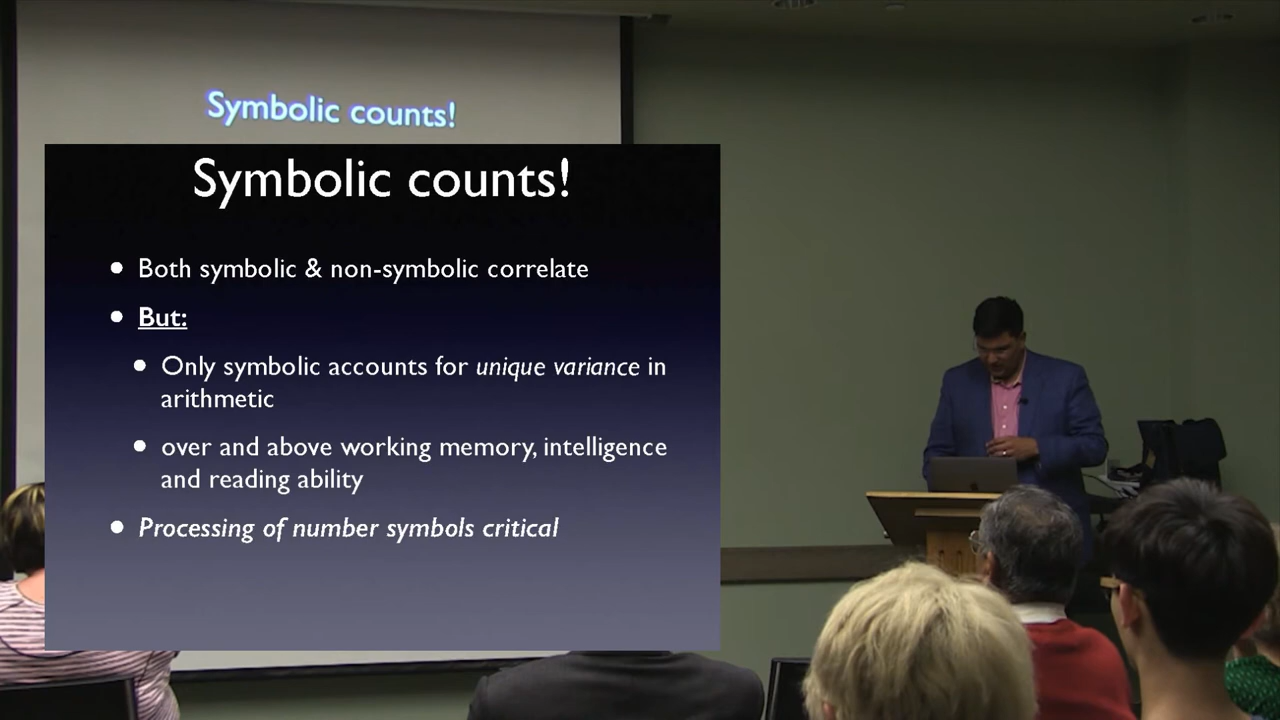 Symbolic counts!
Symbolic counts!
• Both symbolic & non-symbolic correlate
• But:
• Only symbolic accounts for unique variance in
arithmetic
• over and above working memory, intelligence
and reading ability
• Processing of number symbols critical